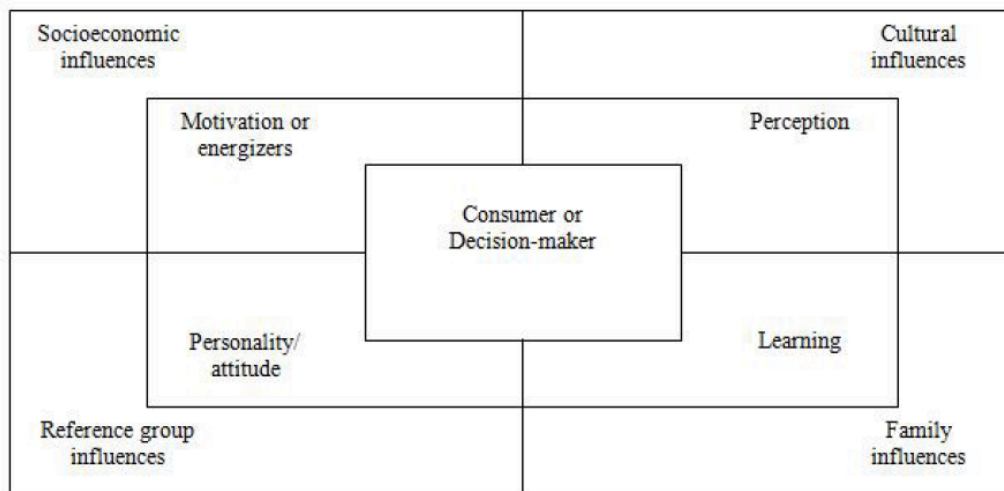 Socioeconomic
influences
Cultural
influences
Motivation or
energizers
Perception
Consumer or
Decision-maker
Personality/
attitude
Learning
Reference group
influences
Family
influences